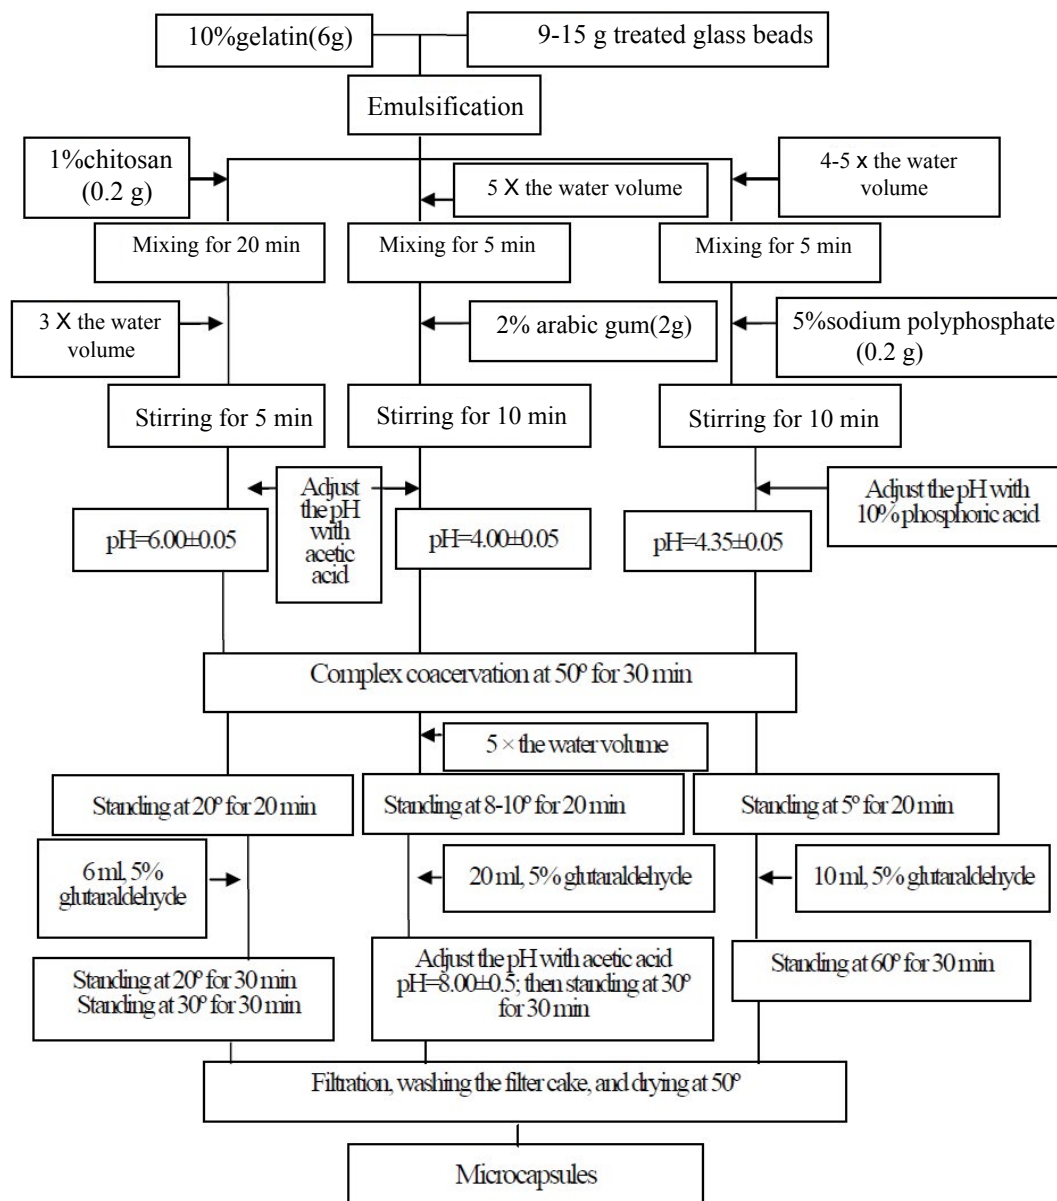 10%gelatin(6g)
9-15 g treated glass beads
Emulsification
1%chitosan
(0.2 g)
5 X the water volume
4-5 x the water
volume
Mixing for 20 min
Mixing for 5 min
Mixing for 5 min
3 X the water
volume
2% arabic gum(2g)
5%sodium polyphosphate
(0.2 g)
Stirring for 5 min
Stirring for 10 min
Stirring for 10 min
Adjust
the pH
with
acetic
acid
Adjust the pH with
10% phosphoric acid
pH=6.00±0.05
pH=4.00±0.05
pH=4.35±0.05
Complex coacervation at 50º for 30 min
5 × the water volume
Standing at 20º for 20 min
Standing at 8-10º for 20 min
Standing at 5º for 20 min
6 ml, 5%
glutaraldehyde
20 ml, 5% glutaraldehyde
10 ml, 5% glutaraldehyde
Standing at 20º for 30 min
Standing at 30º for 30 min
Adjust the pH with acetic acid
pH=8.00±0.5; then standing at 30º
for 30 min
Standing at 60º for 30 min
Filtration, washing the filter cake, and drying at 50º
Microcapsules